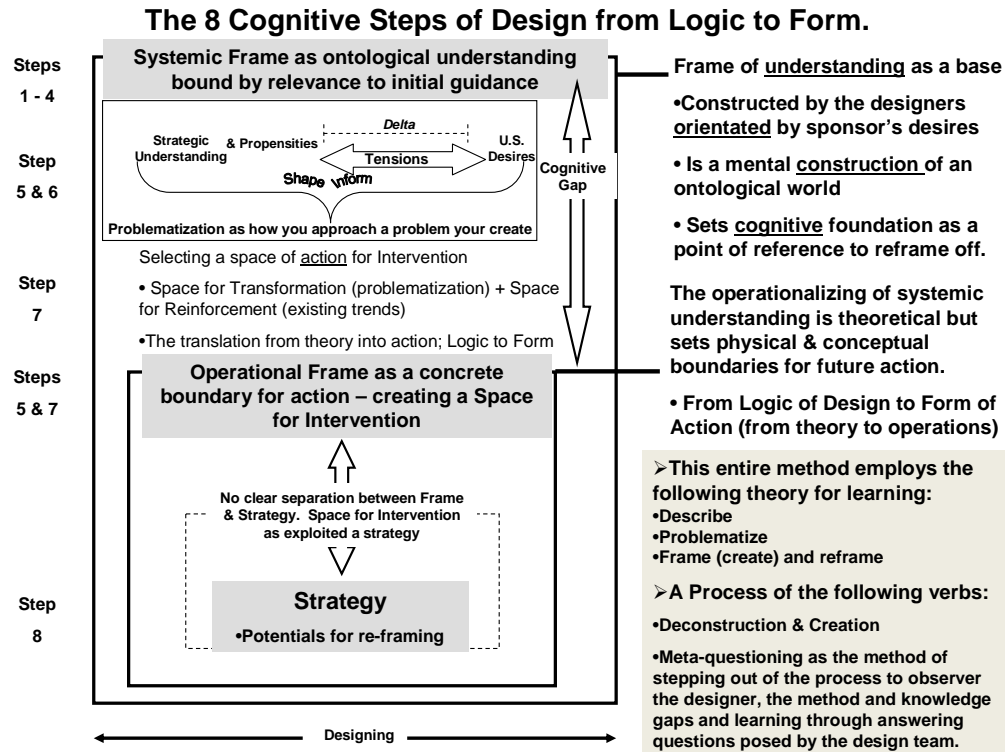 The 8 Cognitive Steps of Design from Logic to Form.
Steps
1 - 4
Systemic Frame as ontological understanding
bound by relevance to initial guidance
Step
5 & 6
Delta
Strategic
Understanding
& Propensities
Tensions
U.S.
Desires
Shape Inform
Problematization as how you approach a problem your create
Cognitive
Gap
Step
7
Selecting a space of action for Intervention
• Space for Transformation (problematization) + Space
for Reinforcement (existing trends)
•The translation from theory into action; Logic to Form
Steps
5 & 7
Operational Frame as a concrete
boundary for action – creating a Space
for Intervention
No clear separation between Frame
& Strategy. Space for Intervention
as exploited a strategy
Step
8
Strategy
•Potentials for re-framing
Designing
Frame of understanding as a base
•Constructed by the designers
orientated by sponsor's desires
• Is a mental construction of an
ontological world
• Sets cognitive foundation as a
point of reference to reframe off.
The operationalizing of systemic
understanding is theoretical but
sets physical & conceptual
boundaries for future action.
• From Logic of Design to Form of
Action (from theory to operations)
➢This entire method employs the
following theory for learning:
•Describe
•Problematize
•Frame (create) and reframe
➢A Process of the following verbs:
•Deconstruction & Creation
•Meta-questioning as the method of
stepping out of the process to observer
the designer, the method and knowledge
gaps and learning through answering
questions posed by the design team.